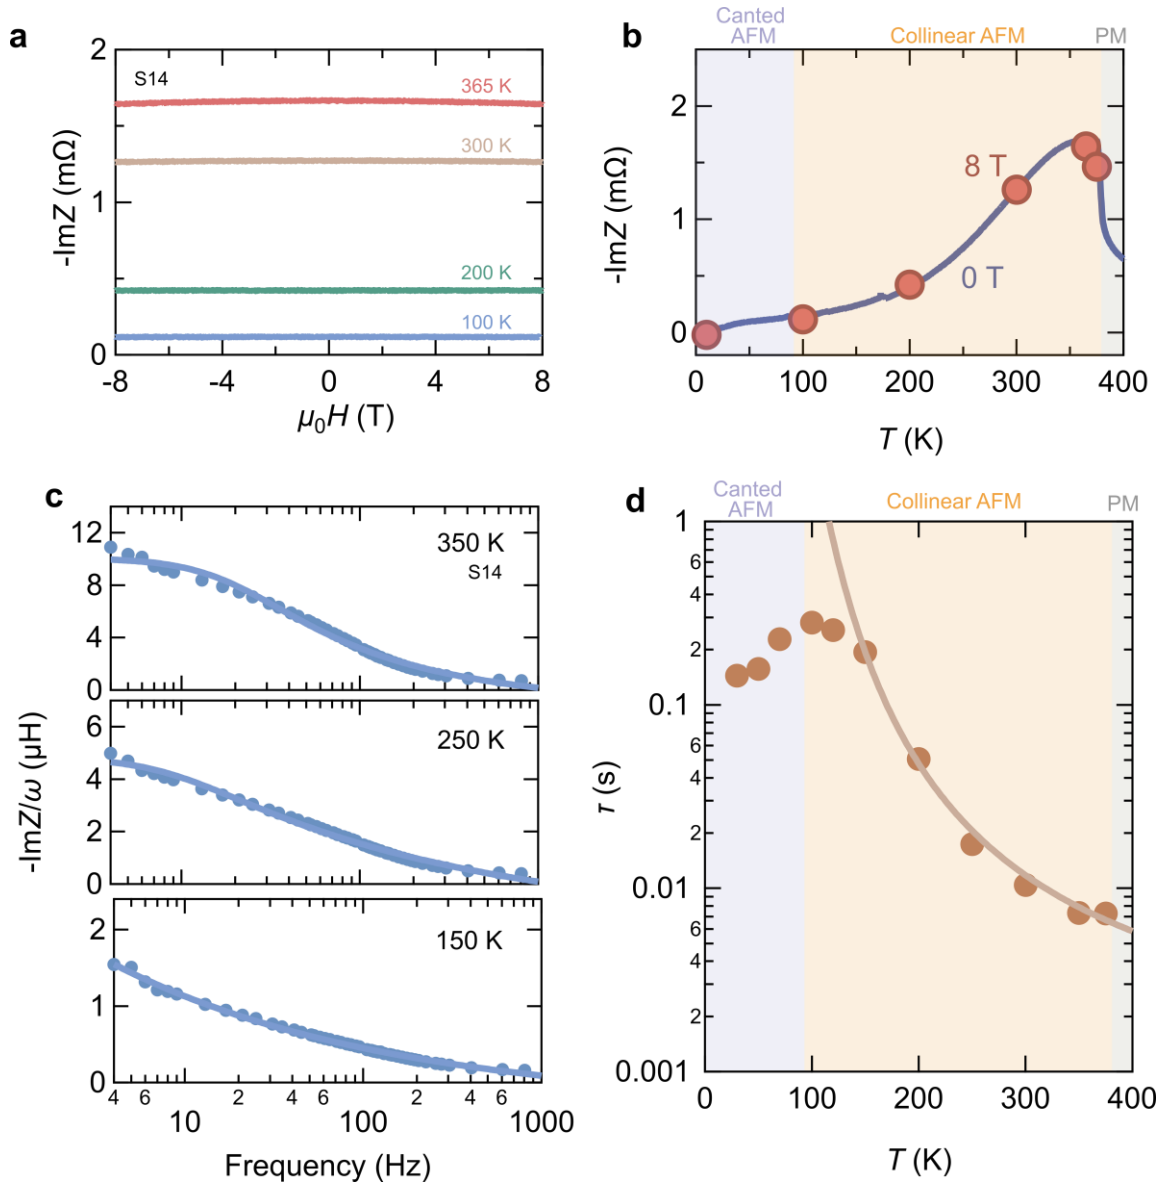 a
2
1
0
-ImZ (mΩ)
S14
365 K
300 K
200 K
100 K
-8 -4 0 4 8
μ₀H (T)
b
Canted
AFM
Collinear AFM
PM
2
1
0
-ImZ (mΩ)
8 T
0 T
0 100 200 300 400
T (K)
c
12
8
4
0
350 K
S14
6
4
2
0
250 K
2
1
0
150 K
-ImZ/ω (μH)
4 6 2 4 6 2 4 6
10 100 1000
Frequency (Hz)
d
Canted
AFM
Collinear AFM
PM
1
6
4
2
0.1
6
4
2
0.01
6
4
2
0.001
τ (s)
0 100 200 300 400
T (K)